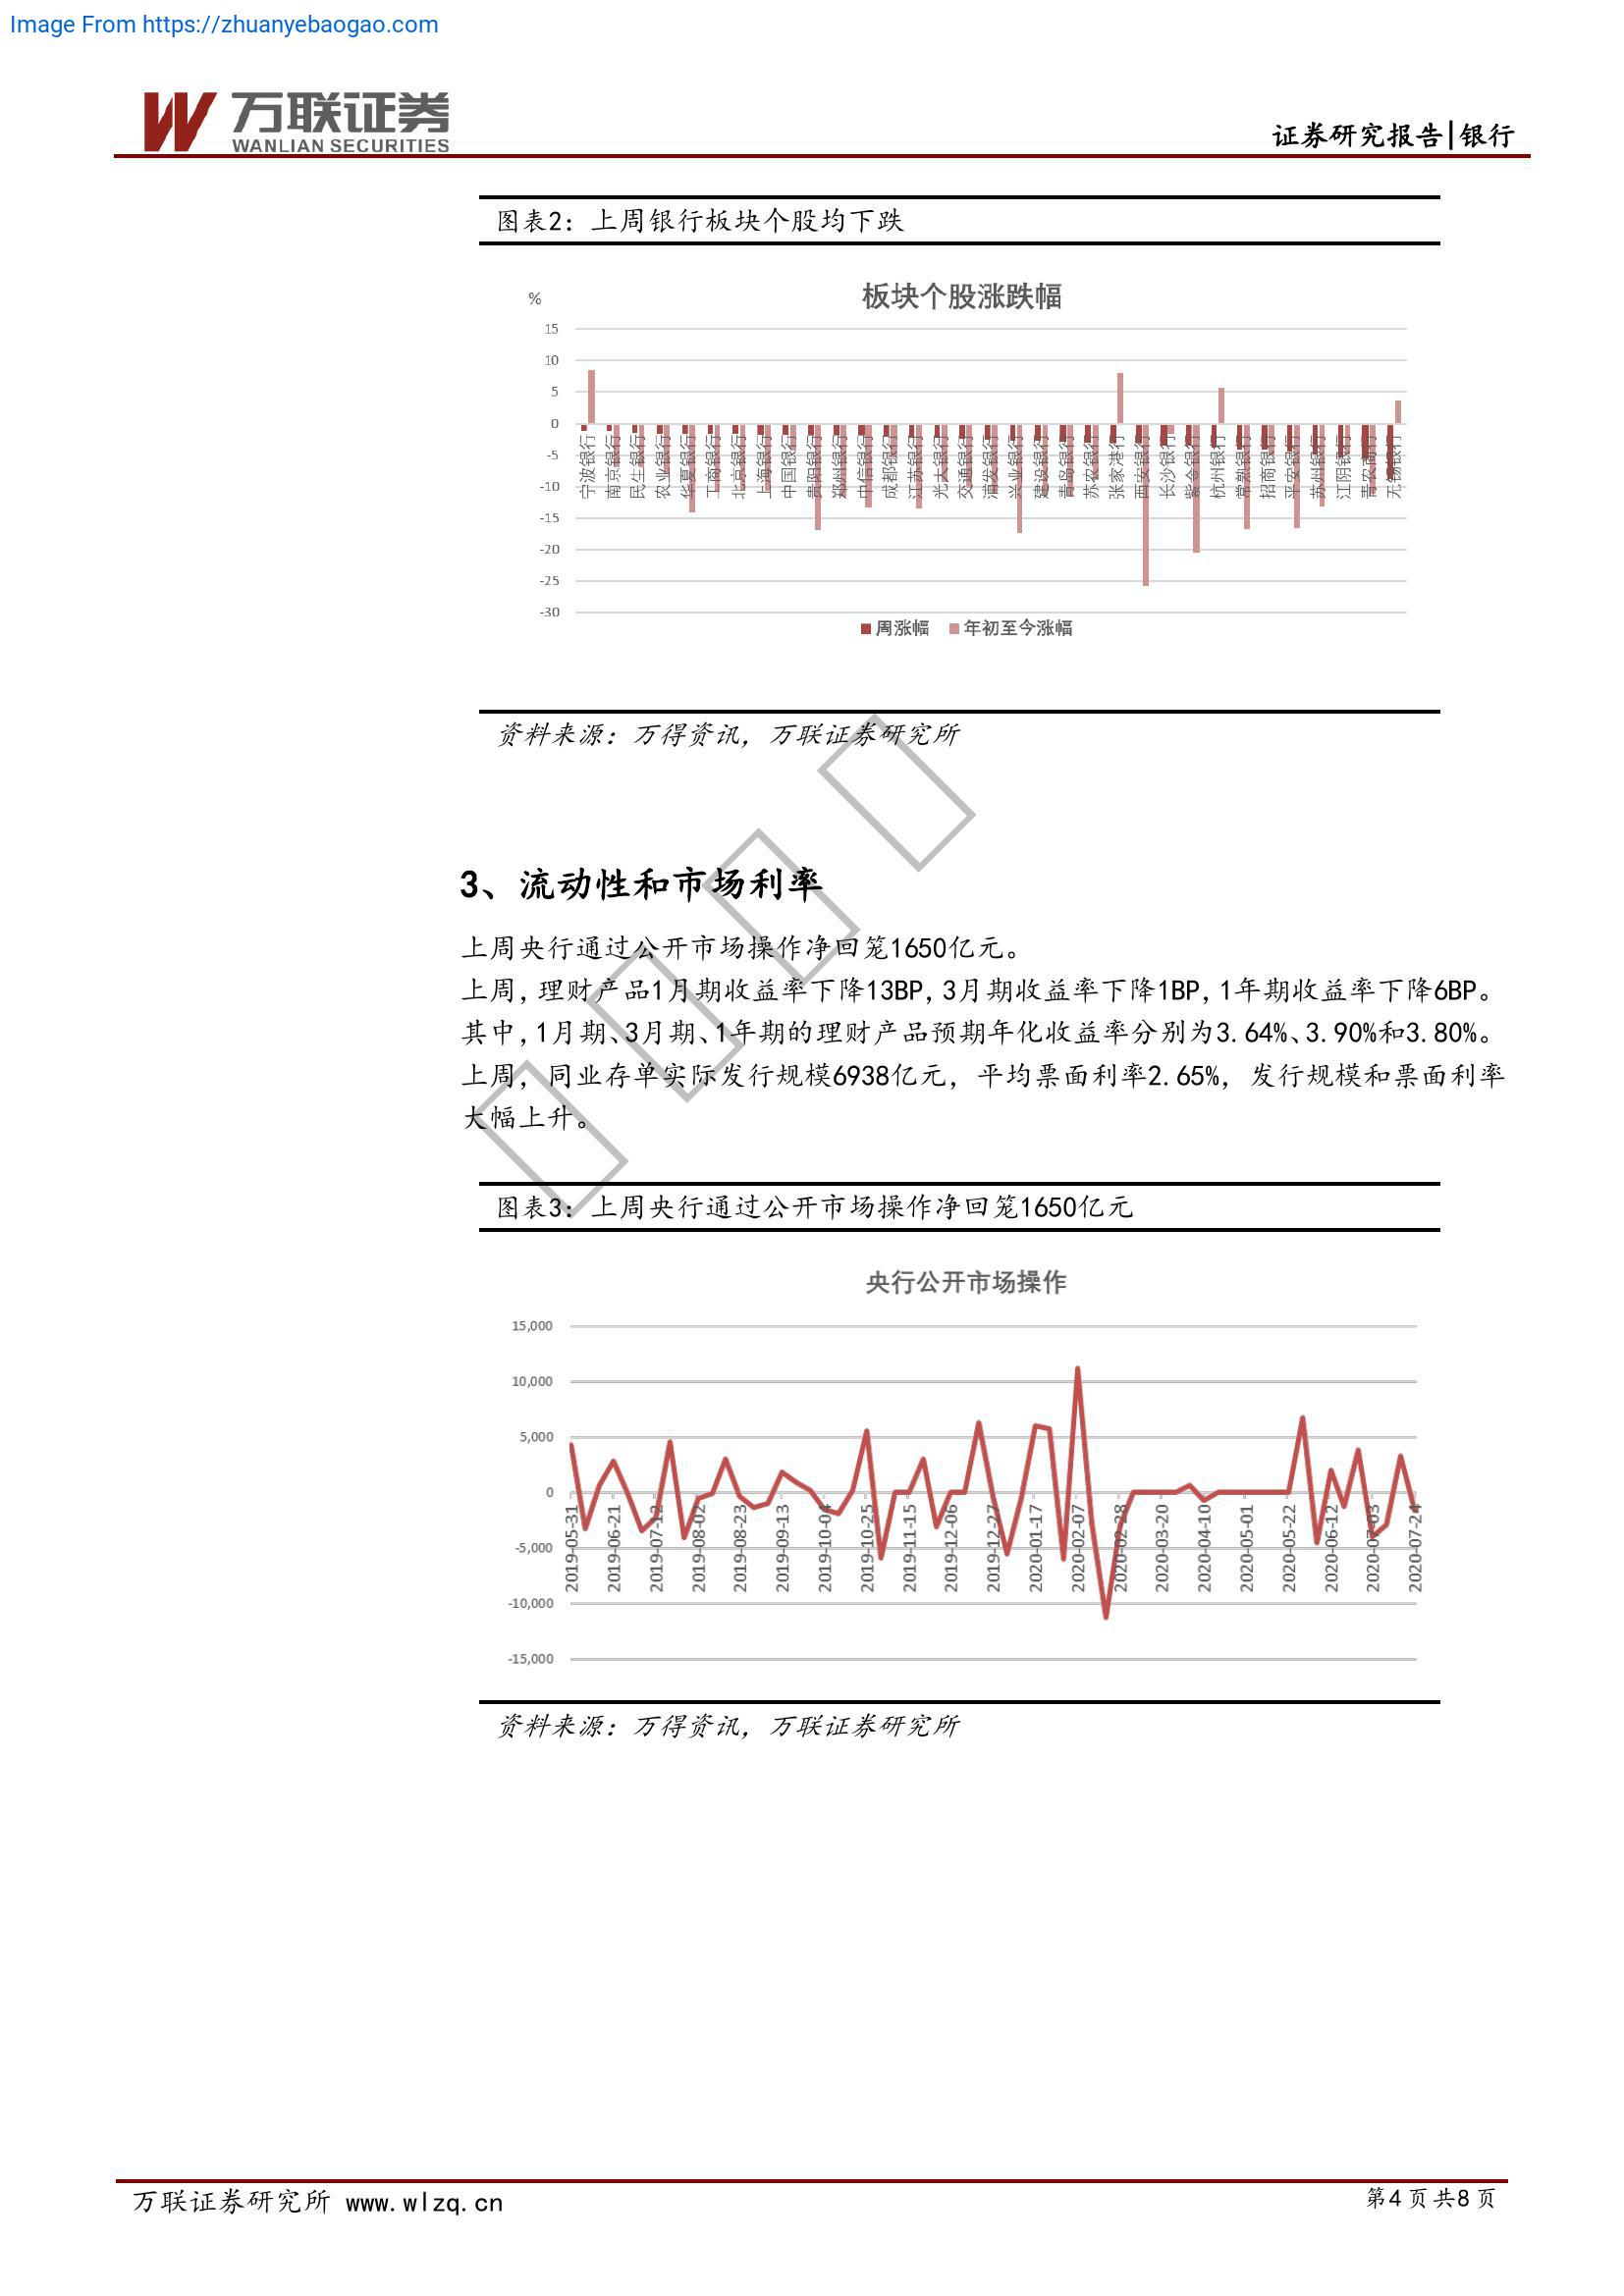 Image From https://zhuanyebaogao.com
万联证券
WANLIAN SECURITIES
证券研究报告|银行
图表2：上周银行板块个股均下跌
板块个股涨跌幅
%
15
10
5
0
-5
-10
-15
-20
-25
-30
宁波银行 南京银行 民生银行 农业银行 华夏银行 工商银行 北京银行 上海银行 中国银行 贵阳银行 郑州银行 中信银行 成都银行 江苏银行 光大银行 交通银行 浦发银行 兴业银行 建设银行 青岛银行 苏农银行 张家港行 西安银行 长沙银行 紫金银行 杭州银行 常熟银行 招商银行 平安银行 苏州银行 江阴银行 青农商行 无锡银行
周涨幅 年初至今涨幅
资料来源：万得资讯，万联证券研究所
3、流动性和市场利率
上周央行通过公开市场操作净回笼1650亿元。
上周，理财产品1月期收益率下降13BP，3月期收益率下降1BP，1年期收益率下降6BP。
其中，1月期、3月期、1年期的理财产品预期年化收益率分别为3.64%、3.90%和3.80%。
上周，同业存单实际发行规模6938亿元，平均票面利率2.65%，发行规模和票面利率
大幅上升。
图表3：上周央行通过公开市场操作净回笼1650亿元
央行公开市场操作
15,000
10,000
5,000
0
-5,000
-10,000
-15,000
2019-05-31 2019-06-21 2019-07-12 2019-08-02 2019-08-23 2019-09-13 2019-10-04 2019-10-25 2019-11-15 2019-12-06 2019-12-27 2020-01-17 2020-02-07 2020-02-28 2020-03-20 2020-04-10 2020-05-01 2020-05-22 2020-06-12 2020-07-03 2020-07-24
资料来源：万得资讯，万联证券研究所
万联证券研究所 www.wlzq.cn
第4页共8页